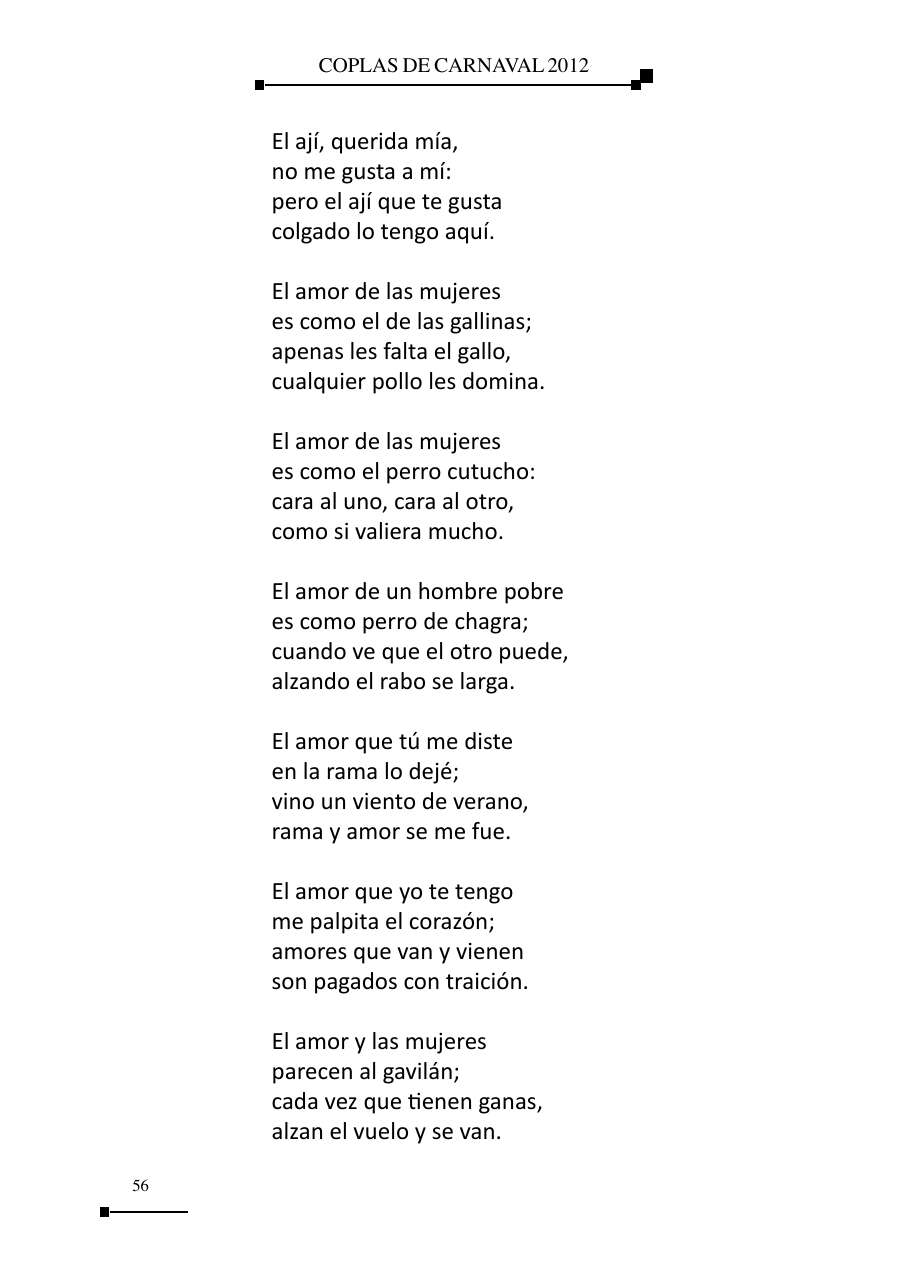 COPLAS DE CARNAVAL 2012
El ají, querida mía,
no me gusta a mí:
pero el ají que te gusta
colgado lo tengo aquí.
El amor de las mujeres
es como el de las gallinas;
apenas les falta el gallo,
cualquier pollo les domina.
El amor de las mujeres
es como el perro cutucho:
cara al uno, cara al otro,
como si valiera mucho.
El amor de un hombre pobre
es como perro de chagra;
cuando ve que el otro puede,
alzando el rabo se larga.
El amor que tú me diste
en la rama lo dejé;
vino un viento de verano,
rama y amor se me fue.
El amor que yo te tengo
me palpita el corazón;
amores que van y vienen
son pagados con traición.
El amor y las mujeres
parecen al gavilán;
cada vez que tienen ganas,
alzan el vuelo y se van.
56